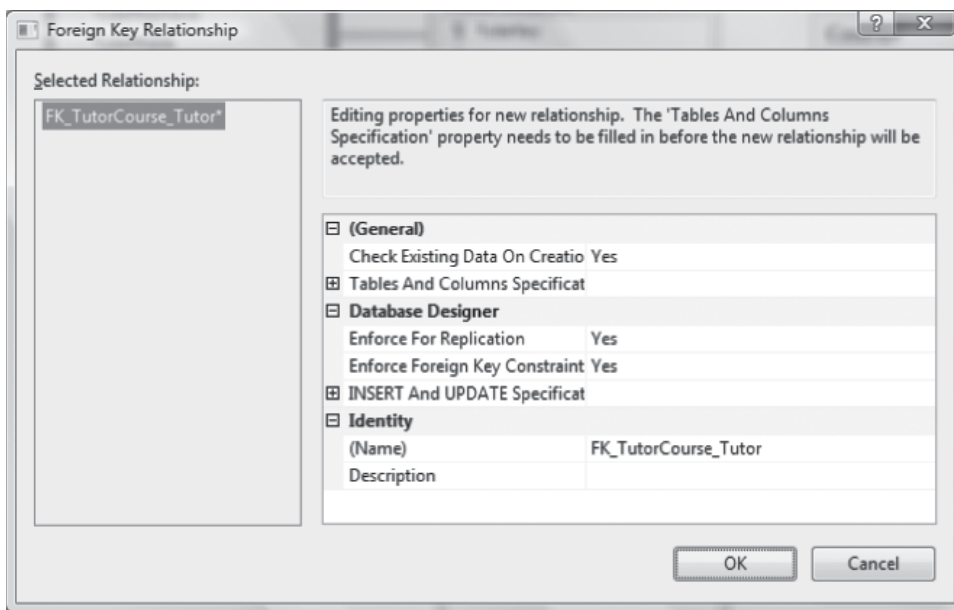 Foreign Key Relationship
Selected Relationship:
FK_TutorCourse_Tutor*
Editing properties for new relationship. The 'Tables And Columns
Specification' property needs to be filled in before the new relationship will be
accepted.
(General)
Check Existing Data On Creatio Yes
Tables And Columns Specificat
Database Designer
Enforce For Replication Yes
Enforce Foreign Key Constraint Yes
INSERT And UPDATE Specificat
Identity
(Name) FK_TutorCourse_Tutor
Description
OK Cancel